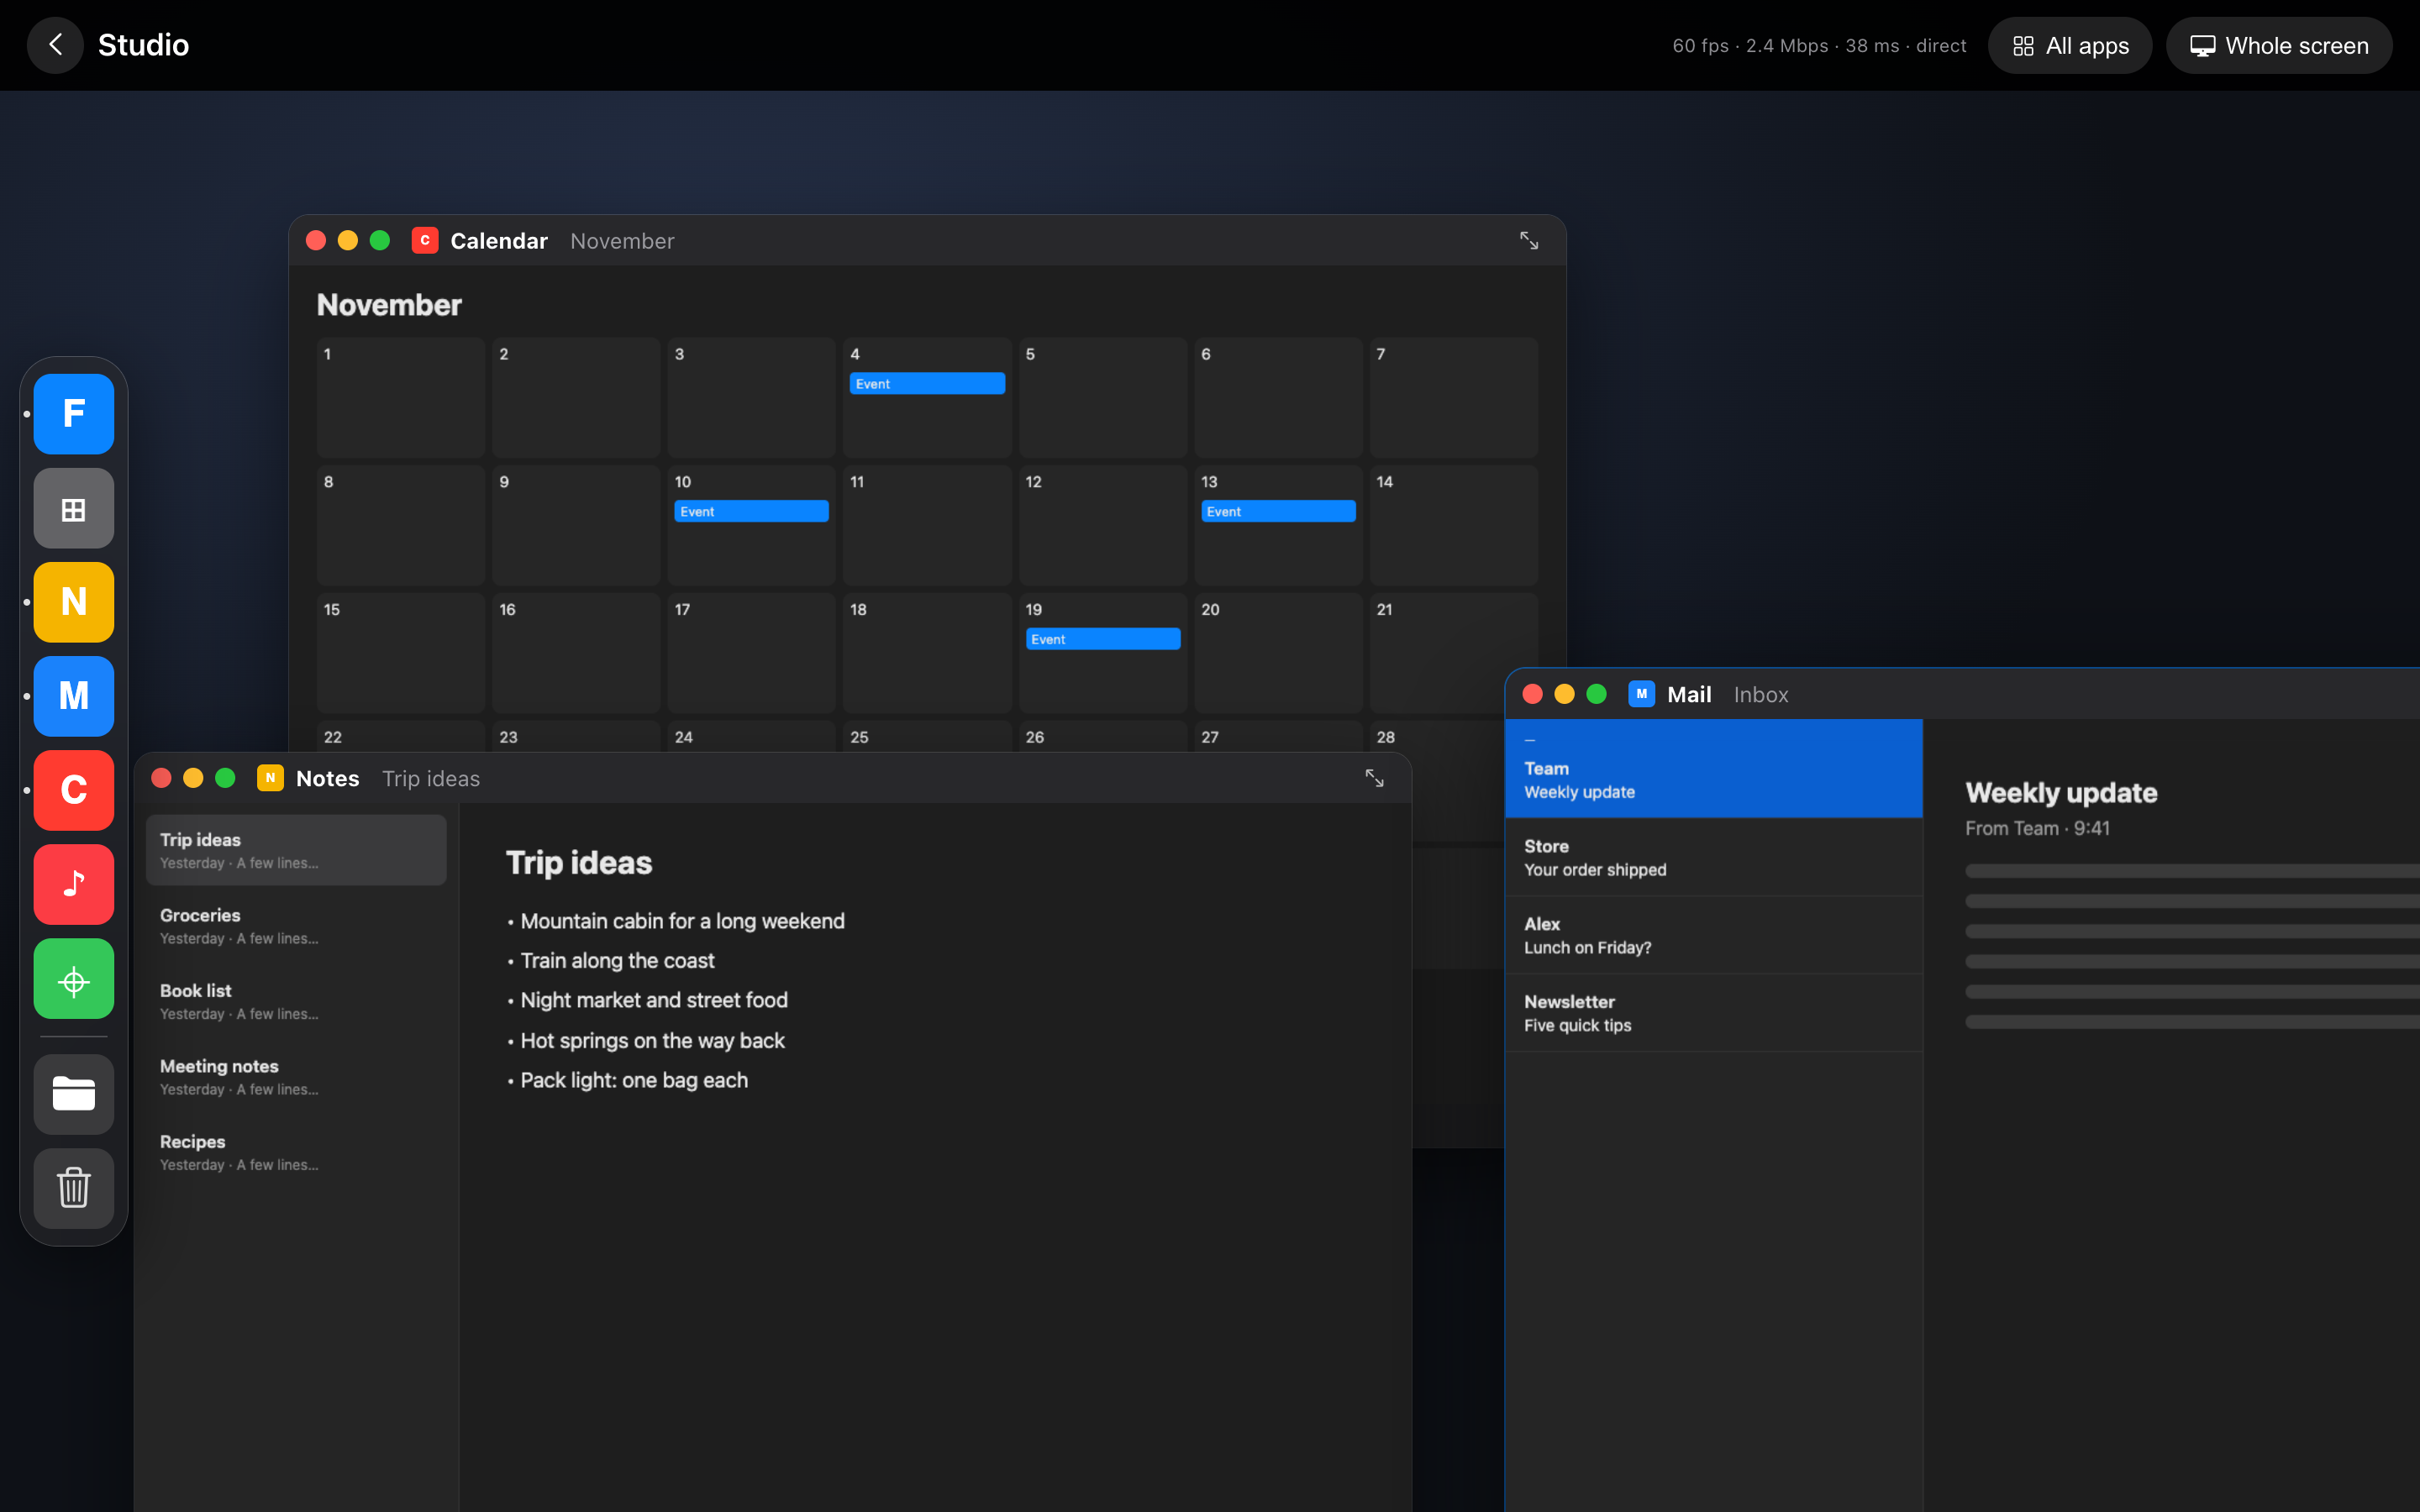 Studio
60 fps · 2.4 Mbps · 38 ms · direct
All apps
Whole screen
C Calendar November
November
1 2 3 4 5 6 7
Event
8 9 10 11 12 13 14
Event Event
15 16 17 18 19 20 21
Event
22 23 24 25 26 27 28
F
N
M
C
N Notes Trip ideas
Trip ideas
Yesterday · A few lines...
Groceries
Yesterday · A few lines...
Book list
Yesterday · A few lines...
Meeting notes
Yesterday · A few lines...
Recipes
Yesterday · A few lines...
Trip ideas
• Mountain cabin for a long weekend
• Train along the coast
• Night market and street food
• Hot springs on the way back
• Pack light: one bag each
M Mail Inbox
Team
Weekly update
Store
Your order shipped
Alex
Lunch on Friday?
Newsletter
Five quick tips
Weekly update
From Team · 9:41